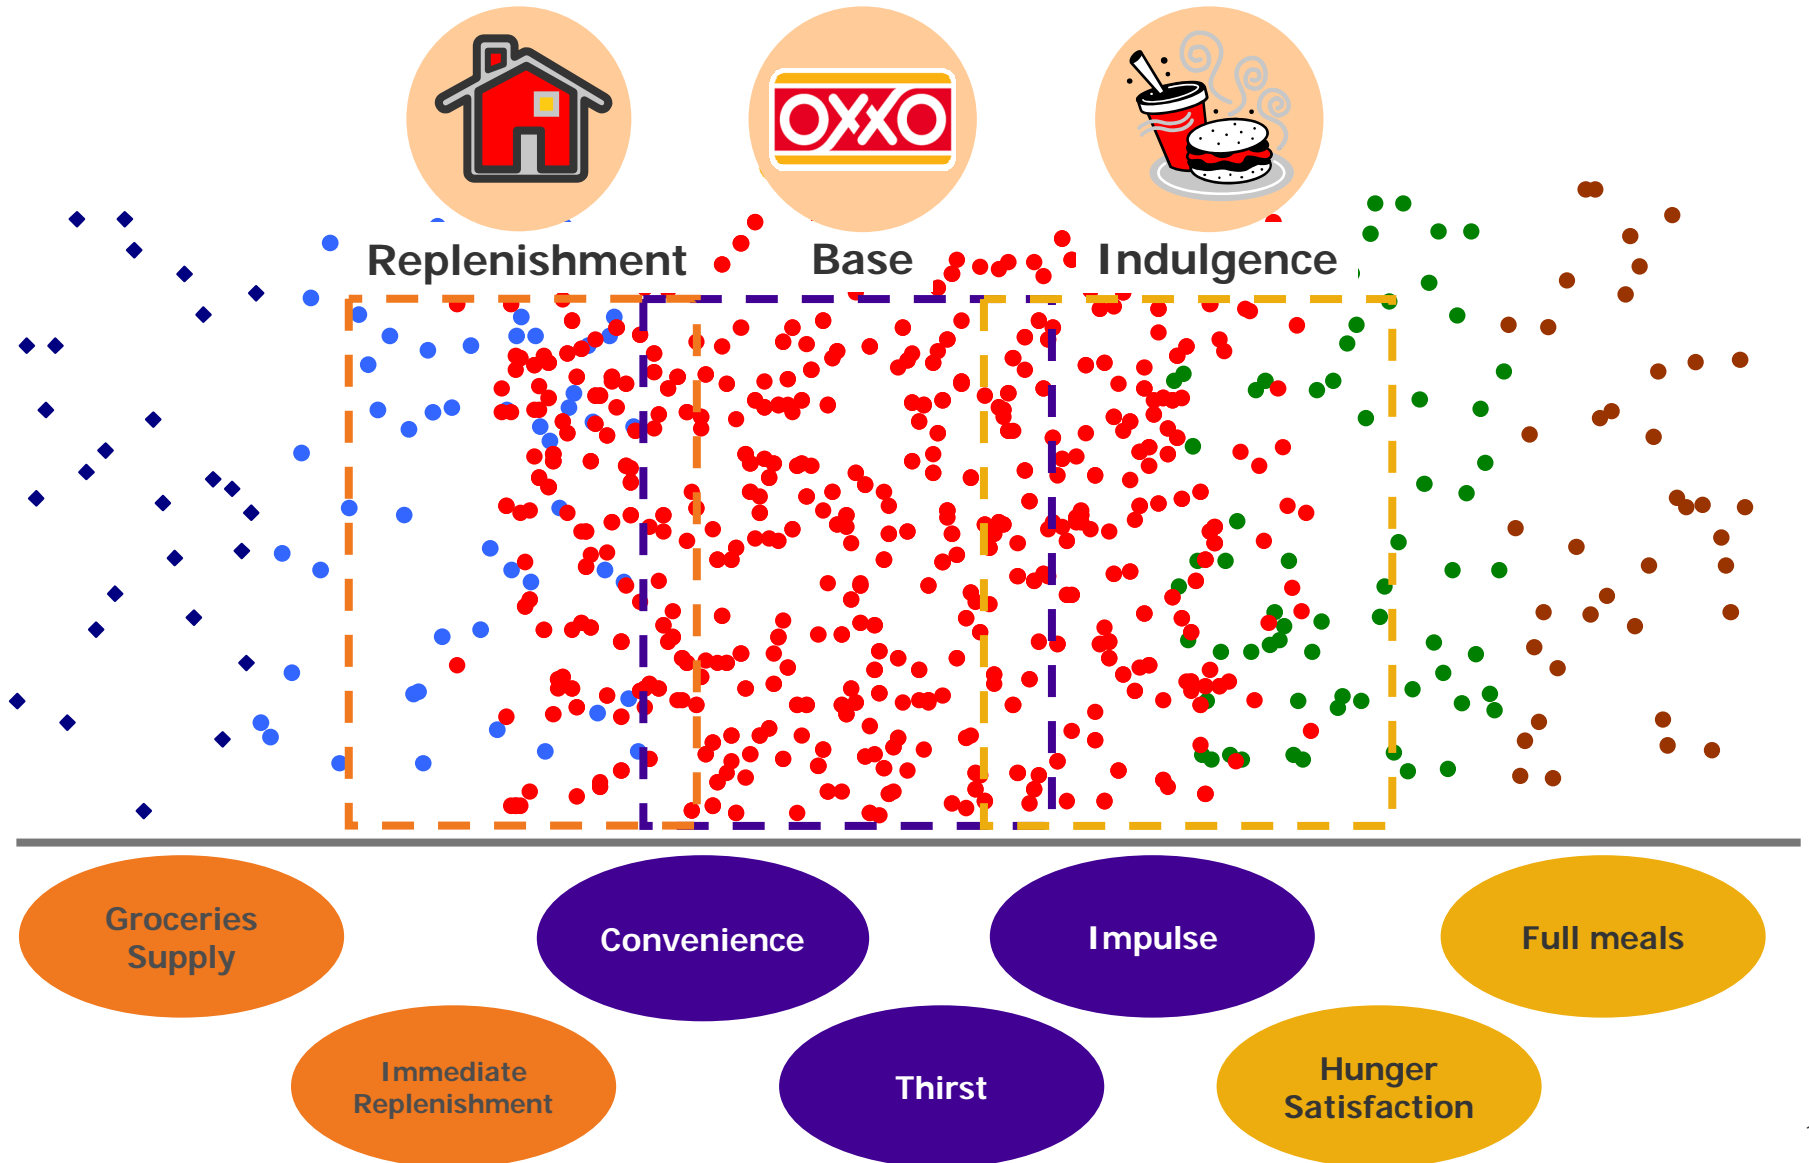 OXXO
Replenishment
Base
Indulgence
Groceries
Supply
Convenience
Impulse
Full meals
Immediate
Replenishment
Thirst
Hunger
Satisfaction